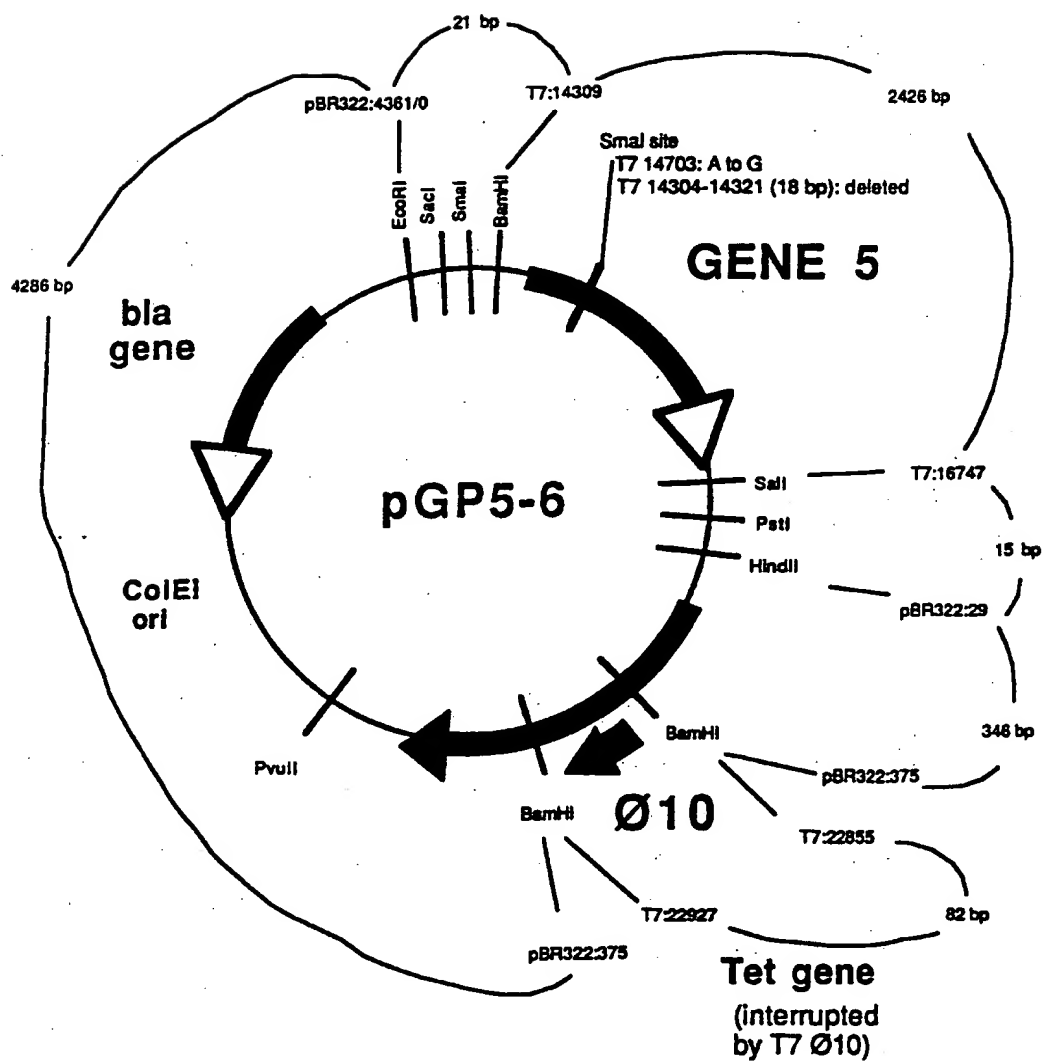 21 bp
pBR322:4361/0
T7:14309
2426 bp
SmaI site
T7 14703: A to G
T7 14304-14321 (18 bp): deleted
EcoRI
SacI
SmaI
BamHI
GENE 5
4286 bp
bla
gene
pGP5-6
SalI
T7:16747
PstI
15 bp
HindII
ColEI
ori
pBR322:29
346 bp
BamHI
PvuII
pBR322:375
BamHI
Ø10
T7:22855
T7:22927
82 bp
pBR322:375
Tet gene
(interrupted
by T7 Ø10)